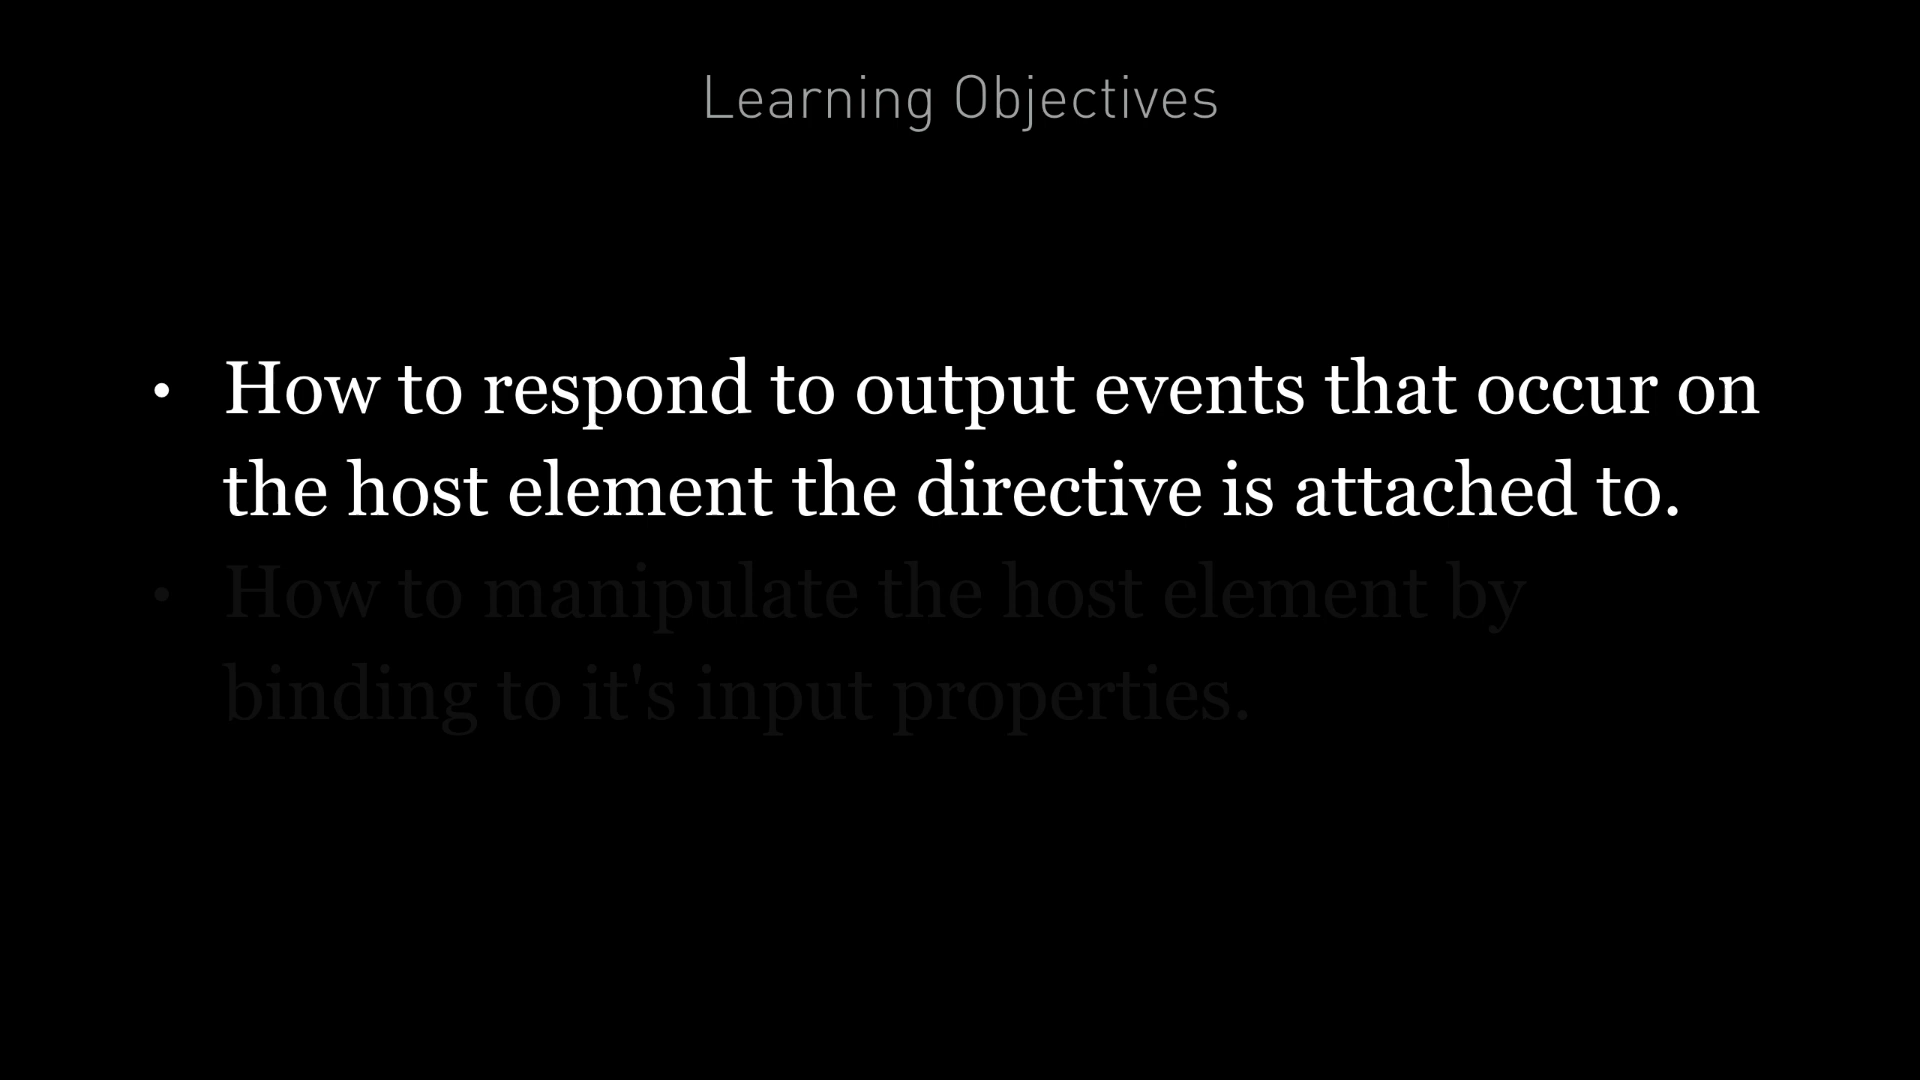 Learning Objectives
• How to respond to output events that occur on
the host element the directive is attached to.
• How to manipulate the host element by
binding to it's input properties.